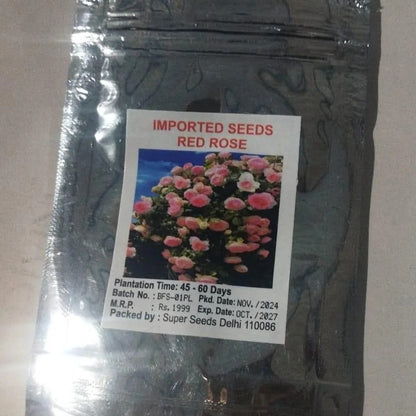 IMPORTED SEEDS
RED ROSE
Plantation Time: 45 - 60 Days
Batch No. : BFS-01PL Pkd. Date: NOV. / 2024
M.R.P. : Rs. 1999 Exp. Date: OCT. / 2027
Packed by : Super Seeds Delhi 110086